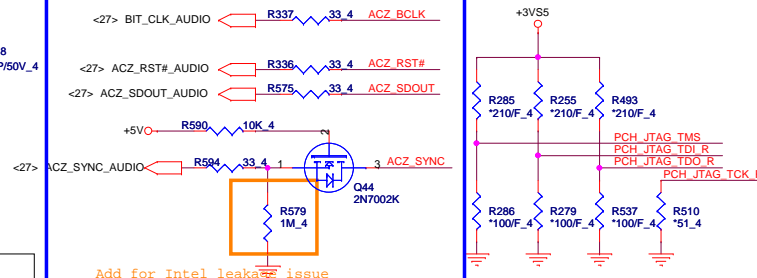 <27> BIT_CLK_AUDIO R337 33_4 ACZ_BCLK
<27> ACZ_RST#_AUDIO R336 33_4 ACZ_RST#
<27> ACZ_SDOUT_AUDIO R575 33_4 ACZ_SDOUT
+5V R590 10K_4 2
<27> ACZ_SYNC_AUDIO R594 33_4 1 3 ACZ_SYNC
Q44
2N7002K
R579
1M_4
Add for Intel leakage issue
8
P/50V_4
+3VS5
R285 R255 R493
*210/F_4 *210/F_4 *210/F_4
PCH_JTAG_TMS
PCH_JTAG_TDI_R
PCH_JTAG_TDO_R
PCH_JTAG_TCK
R286 R279 R537 R510
*100/F_4 *100/F_4 *100/F_4 *51_4